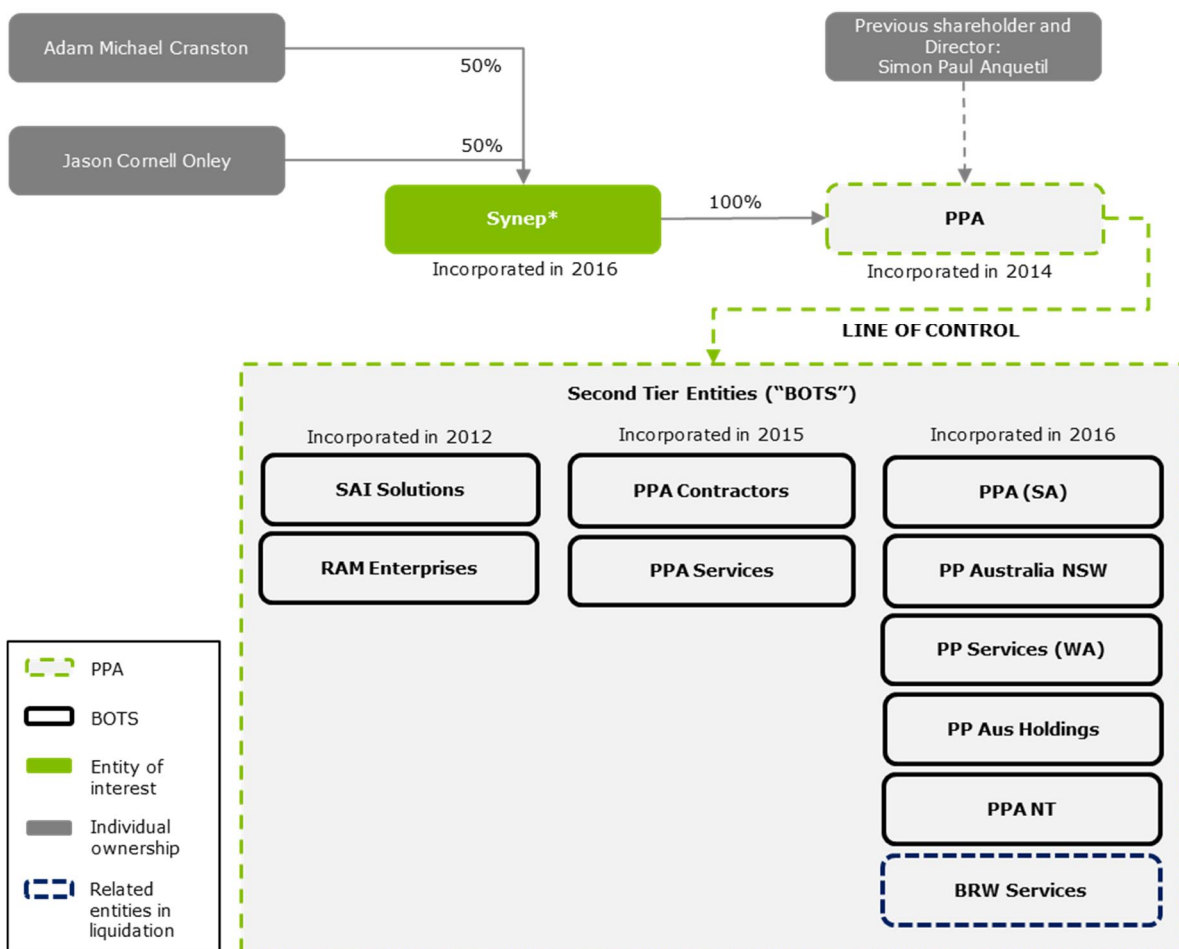 Adam Michael Cranston
50%
Jason Cornell Onley
50%
Previous shareholder and
Director:
Simon Paul Anquetil
Synep*
Incorporated in 2016
100%
PPA
Incorporated in 2014
LINE OF CONTROL
Second Tier Entities (“BOTS”)
Incorporated in 2012
SAI Solutions
RAM Enterprises
Incorporated in 2015
PPA Contractors
PPA Services
Incorporated in 2016
PPA (SA)
PP Australia NSW
PP Services (WA)
PP Aus Holdings
PPA NT
BRW Services
PPA
BOTS
Entity of
interest
Individual
ownership
Related
entities in
liquidation